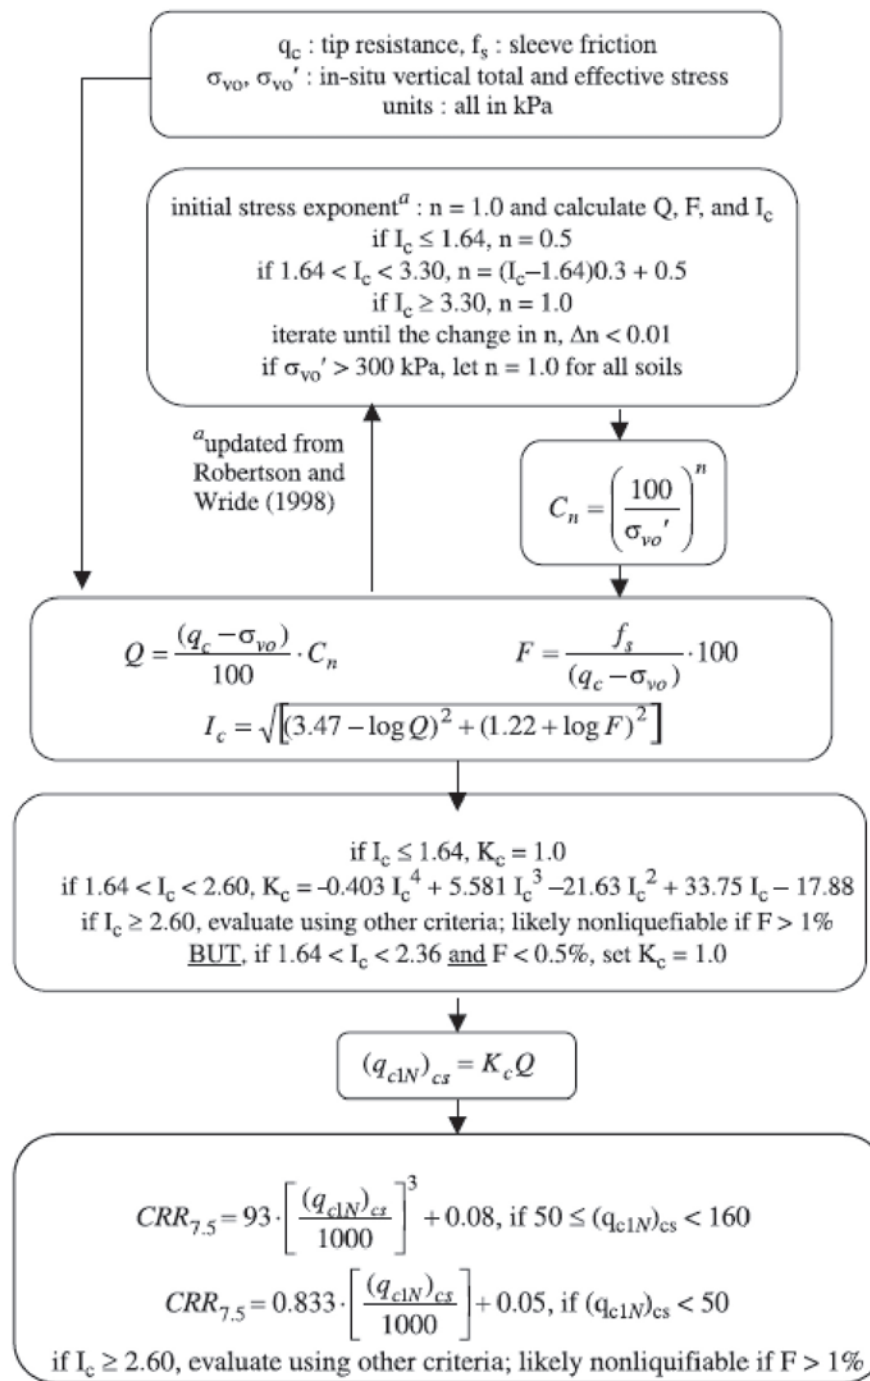 q_c : tip resistance, f_s : sleeve friction
σ_vo, σ_vo′ : in-situ vertical total and effective stress
units : all in kPa
initial stress exponent^a : n = 1.0 and calculate Q, F, and I_c
if I_c ≤ 1.64, n = 0.5
if 1.64 < I_c < 3.30, n = (I_c−1.64)0.3 + 0.5
if I_c ≥ 3.30, n = 1.0
iterate until the change in n, Δn < 0.01
if σ_vo′ > 300 kPa, let n = 1.0 for all soils
^a updated from
Robertson and
Wride (1998)
C_n = (100 / σ_vo′)^n
Q = (q_c − σ_vo) / 100 · C_n
F = f_s / (q_c − σ_vo) · 100
I_c = √[(3.47 − log Q)^2 + (1.22 + log F)^2]
if I_c ≤ 1.64, K_c = 1.0
if 1.64 < I_c < 2.60, K_c = −0.403 I_c^4 + 5.581 I_c^3 −21.63 I_c^2 + 33.75 I_c − 17.88
if I_c ≥ 2.60, evaluate using other criteria; likely nonliquefiable if F > 1%
BUT, if 1.64 < I_c < 2.36 and F < 0.5%, set K_c = 1.0
(q_c1N)_cs = K_c Q
CRR_7.5 = 93 · [(q_c1N)_cs / 1000]^3 + 0.08, if 50 ≤ (q_c1N)_cs < 160
CRR_7.5 = 0.833 · [(q_c1N)_cs / 1000] + 0.05, if (q_c1N)_cs < 50
if I_c ≥ 2.60, evaluate using other criteria; likely nonliquifiable if F > 1%